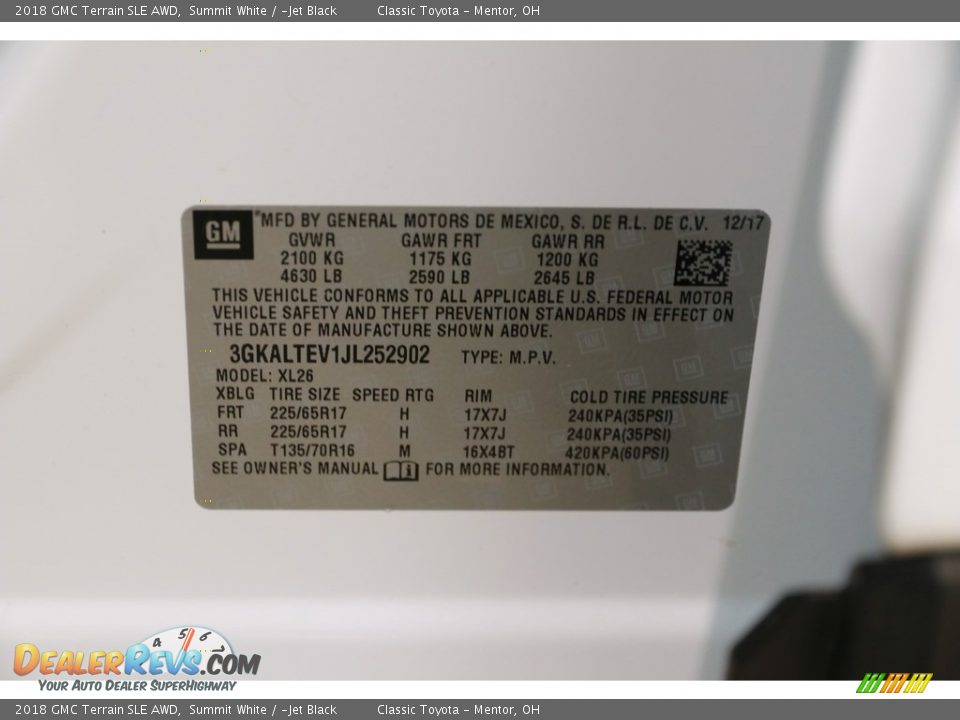 2018 GMC Terrain SLE AWD, Summit White / -Jet Black Classic Toyota - Mentor, OH
GM
MFD BY GENERAL MOTORS DE MEXICO, S. DE R.L. DE C.V. 12/17
GVWR GAWR FRT GAWR RR
2100 KG 1175 KG 1200 KG
4630 LB 2590 LB 2645 LB
THIS VEHICLE CONFORMS TO ALL APPLICABLE U.S. FEDERAL MOTOR
VEHICLE SAFETY AND THEFT PREVENTION STANDARDS IN EFFECT ON
THE DATE OF MANUFACTURE SHOWN ABOVE.
3GKALTEV1JL252902 TYPE: M.P.V.
MODEL: XL26
XBLG TIRE SIZE SPEED RTG RIM COLD TIRE PRESSURE
FRT 225/65R17 H 17X7J 240KPA(35PSI)
RR 225/65R17 H 17X7J 240KPA(35PSI)
SPA T135/70R16 M 16X4BT 420KPA(60PSI)
SEE OWNER'S MANUAL FOR MORE INFORMATION.
4 5 6
DEALERREVS.COM
YOUR AUTO DEALER SUPERHIGHWAY
2018 GMC Terrain SLE AWD, Summit White / -Jet Black Classic Toyota - Mentor, OH